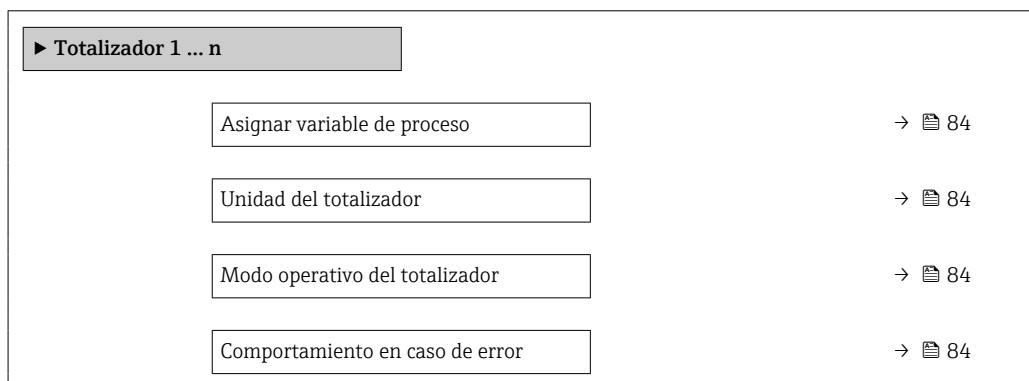 ▶ Totalizador 1 … n
Asignar variable de proceso → 84
Unidad del totalizador → 84
Modo operativo del totalizador → 84
Comportamiento en caso de error → 84